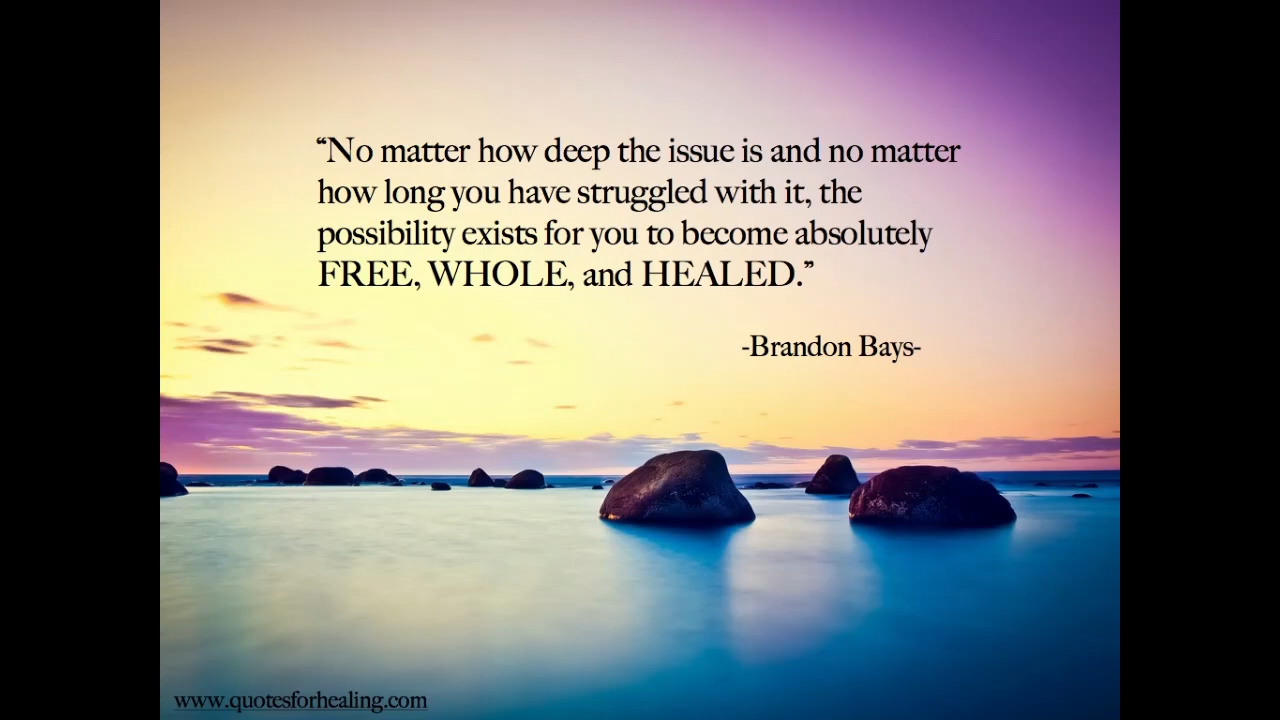 “No matter how deep the issue is and no matter
how long you have struggled with it, the
possibility exists for you to become absolutely
FREE, WHOLE, and HEALED.”
-Brandon Bays-
www.quotesforhealing.com